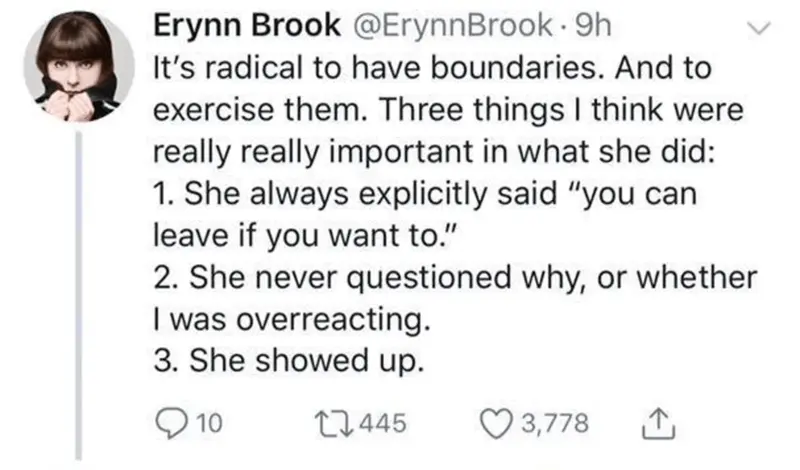 Erynn Brook @ErynnBrook · 9h
It's radical to have boundaries. And to
exercise them. Three things I think were
really really important in what she did:
1. She always explicitly said "you can
leave if you want to."
2. She never questioned why, or whether
I was overreacting.
3. She showed up.
10 445 3,778